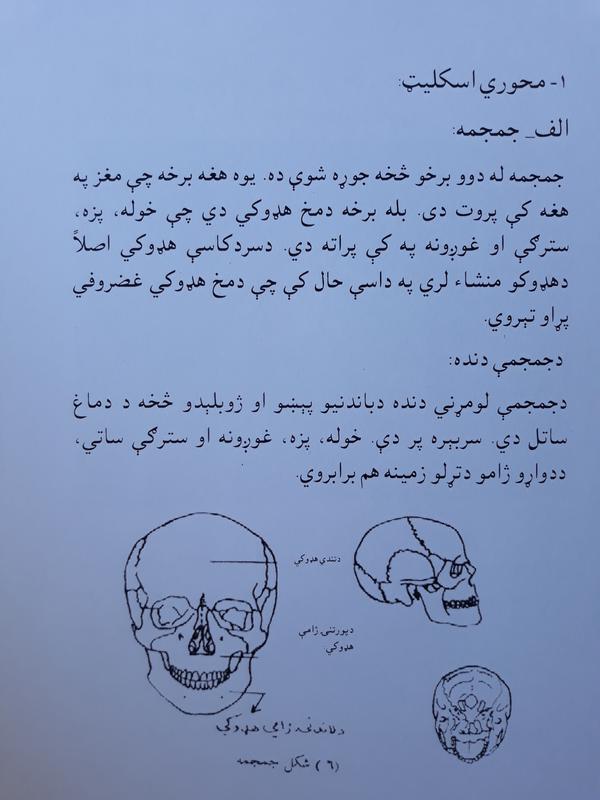 ۱- محوري اسکلیټ:
الف_ جمجمه:
جمجمه له دوو برخو څخه جوړه شوې ده. یوه هغه برخه چې مغز په
هغه کې پروت دی. بله برخه دمخ هډوکي دي چې خوله، پزه،
سترګې او غوږونه په کې پراته دي. دسردکاسې هډوکي اصلاً
دهډوکو منشاء لري په داسې حال کې چې دمخ هډوکي غضروفي
پړاو تېروي.
دجمجمې دنده:
دجمجمې لومړنې دنده دباندنیو پېښو او ژوبلېدو څخه د دماغ
ساتل دي. سربېره پر دې. خوله، پزه، غوږونه او سترګې ساتي،
ددواړو ژامو دتړلو زمینه هم برابروي.
دتندي هډوکي
دپورتنۍ ژامې
هډوکي
دلاندنۍ ژامې هډوکي
(٦) شکل جمجمه